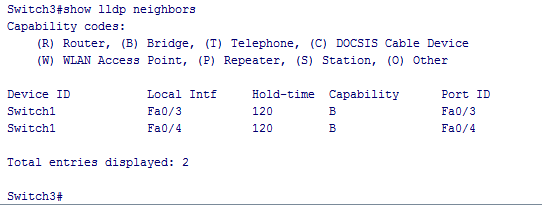 Switch3#show lldp neighbors
Capability codes:
(R) Router, (B) Bridge, (T) Telephone, (C) DOCSIS Cable Device
(W) WLAN Access Point, (P) Repeater, (S) Station, (O) Other
Device ID Local Intf Hold-time Capability Port ID
Switch1 Fa0/3 120 B Fa0/3
Switch1 Fa0/4 120 B Fa0/4
Total entries displayed: 2
Switch3#